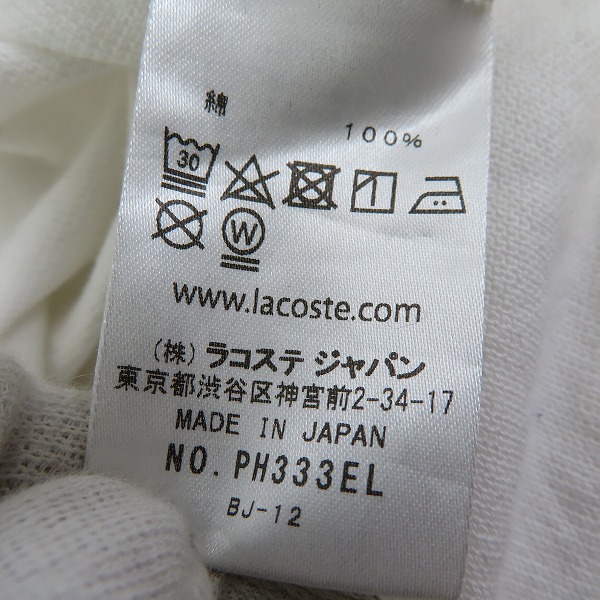 綿 100%
30
W
www.lacoste.com
(株) ラコステ ジャパン
東京都渋谷区神宮前2-34-17
MADE IN JAPAN
NO. PH333EL
BJ-12